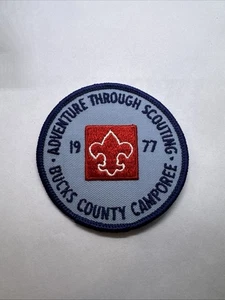 ADVENTURE THROUGH SCOUTING
19 77
• BUCKS COUNTY CAMPOREE •